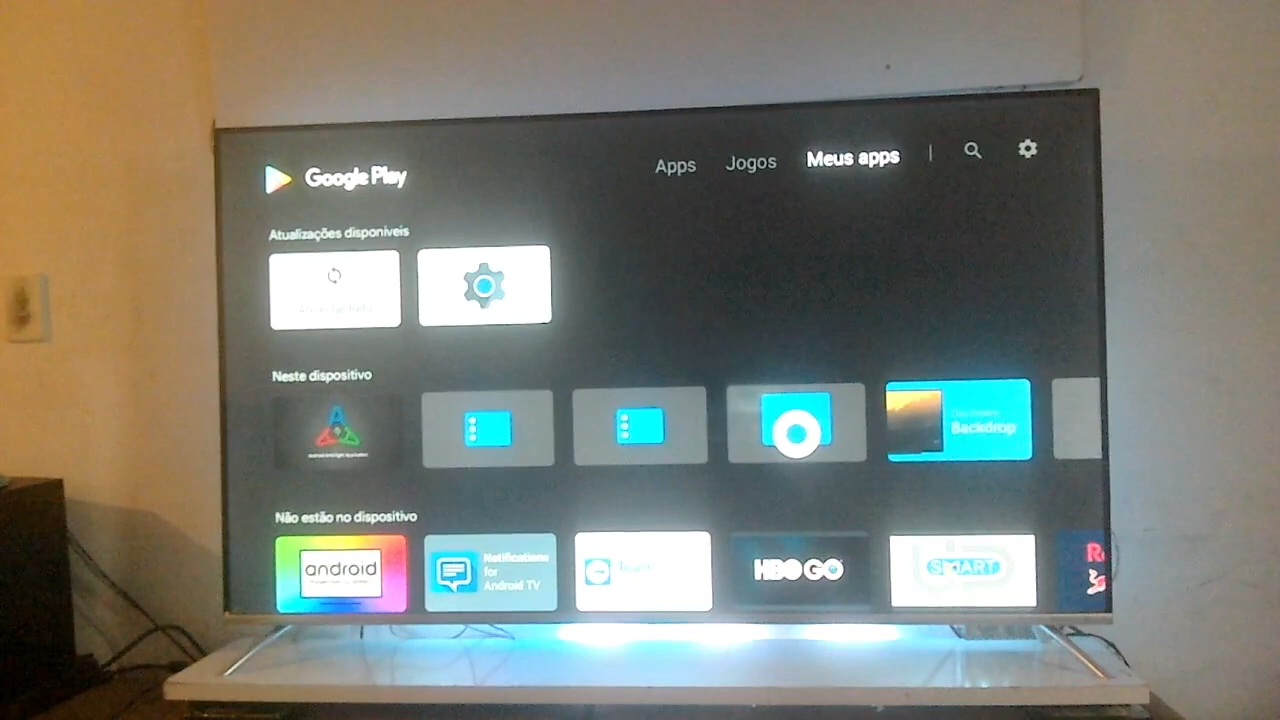 Google Play
Apps
Jogos
Meus apps
Atualizações disponíveis
Neste dispositivo
Backdrop
Não estão no dispositivo
android
Notifications
for
Android TV
HBO GO
SMART